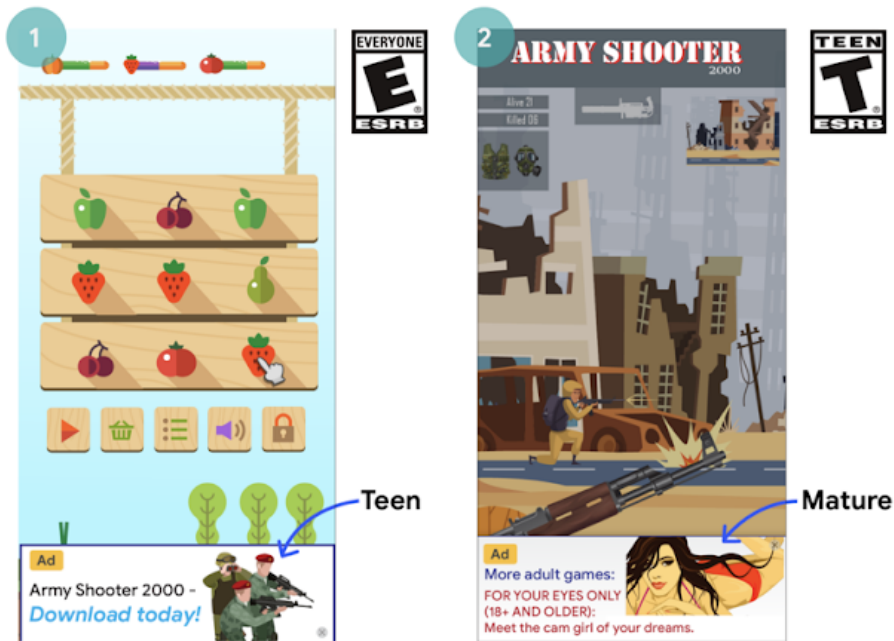 1
EVERYONE
E
ESRB
Ad
Army Shooter 2000 -
Download today!
Teen
2
ARMY SHOOTER
2000
TEEN
T
ESRB
Alive 21
Killed 06
Ad
More adult games:
FOR YOUR EYES ONLY
(18+ AND OLDER):
Meet the cam girl of your dreams.
Mature